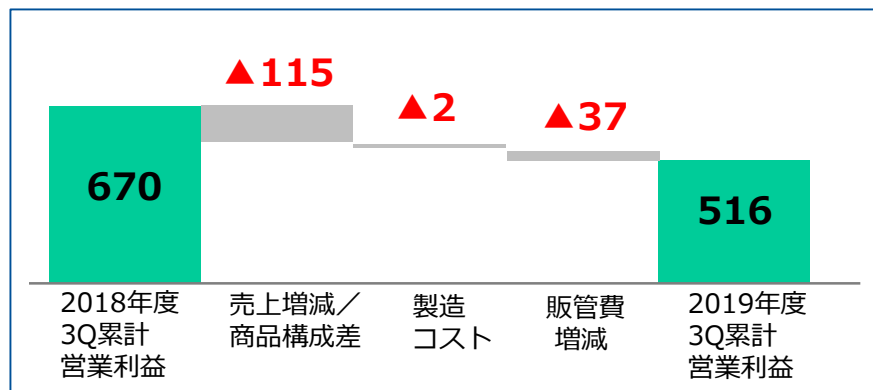 ▲115
▲2
▲37
670
516
2018年度
3Q累計
営業利益
売上増減／
商品構成差
製造
コスト
販管費
増減
2019年度
3Q累計
営業利益